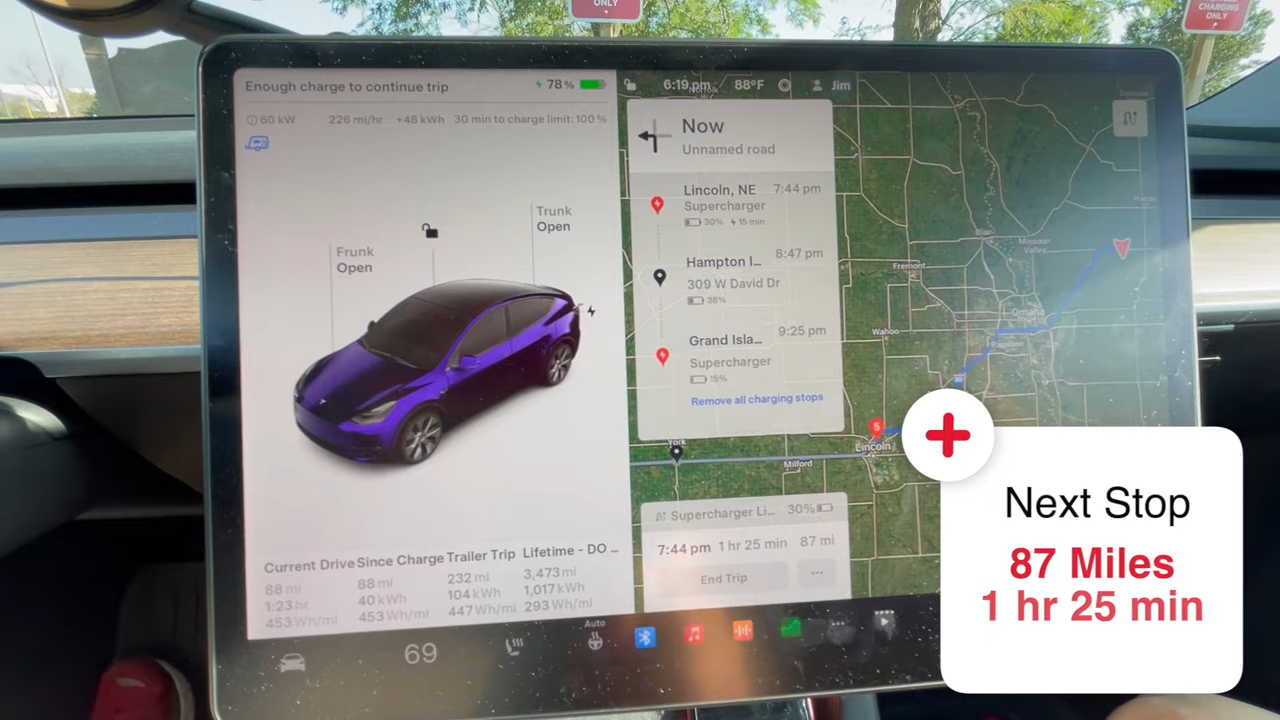 ONLY
CHARGING
ONLY
Enough charge to continue trip
78%
6:19 pm
88°F
Jim
60 kW
226 mi/hr
+48 kWh
30 min to charge limit: 100 %
Now
Unnamed road
Lincoln, NE
7:44 pm
Supercharger
30%
15 min
Hampton I...
8:47 pm
309 W David Dr
38%
Grand Isla...
9:25 pm
Supercharger
15%
Remove all charging stops
Trunk
Open
Frunk
Open
Blair
Missouri
Valley
Fremont
Omaha
Wahoo
Papillion
5
Lincoln
York
Milford
Supercharger Li...
30%
7:44 pm
1 hr 25 min
87 mi
End Trip
...
Current Drive
88 mi
1:23 hr
453 Wh/mi
Since Charge
88 mi
40 kWh
453 Wh/mi
Trailer Trip
232 mi
104 kWh
447 Wh/mi
Lifetime - DO ...
3,473 mi
1,017 kWh
293 Wh/mi
69
Auto
Next Stop
87 Miles
1 hr 25 min